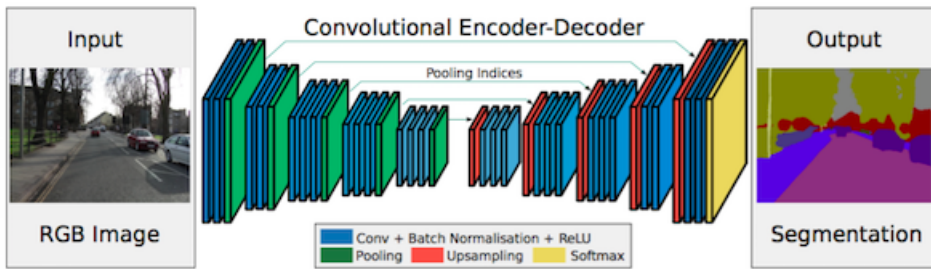 Input
Convolutional Encoder-Decoder
Output
Pooling Indices
RGB Image
Conv + Batch Normalisation + ReLU
Pooling Upsampling Softmax
Segmentation